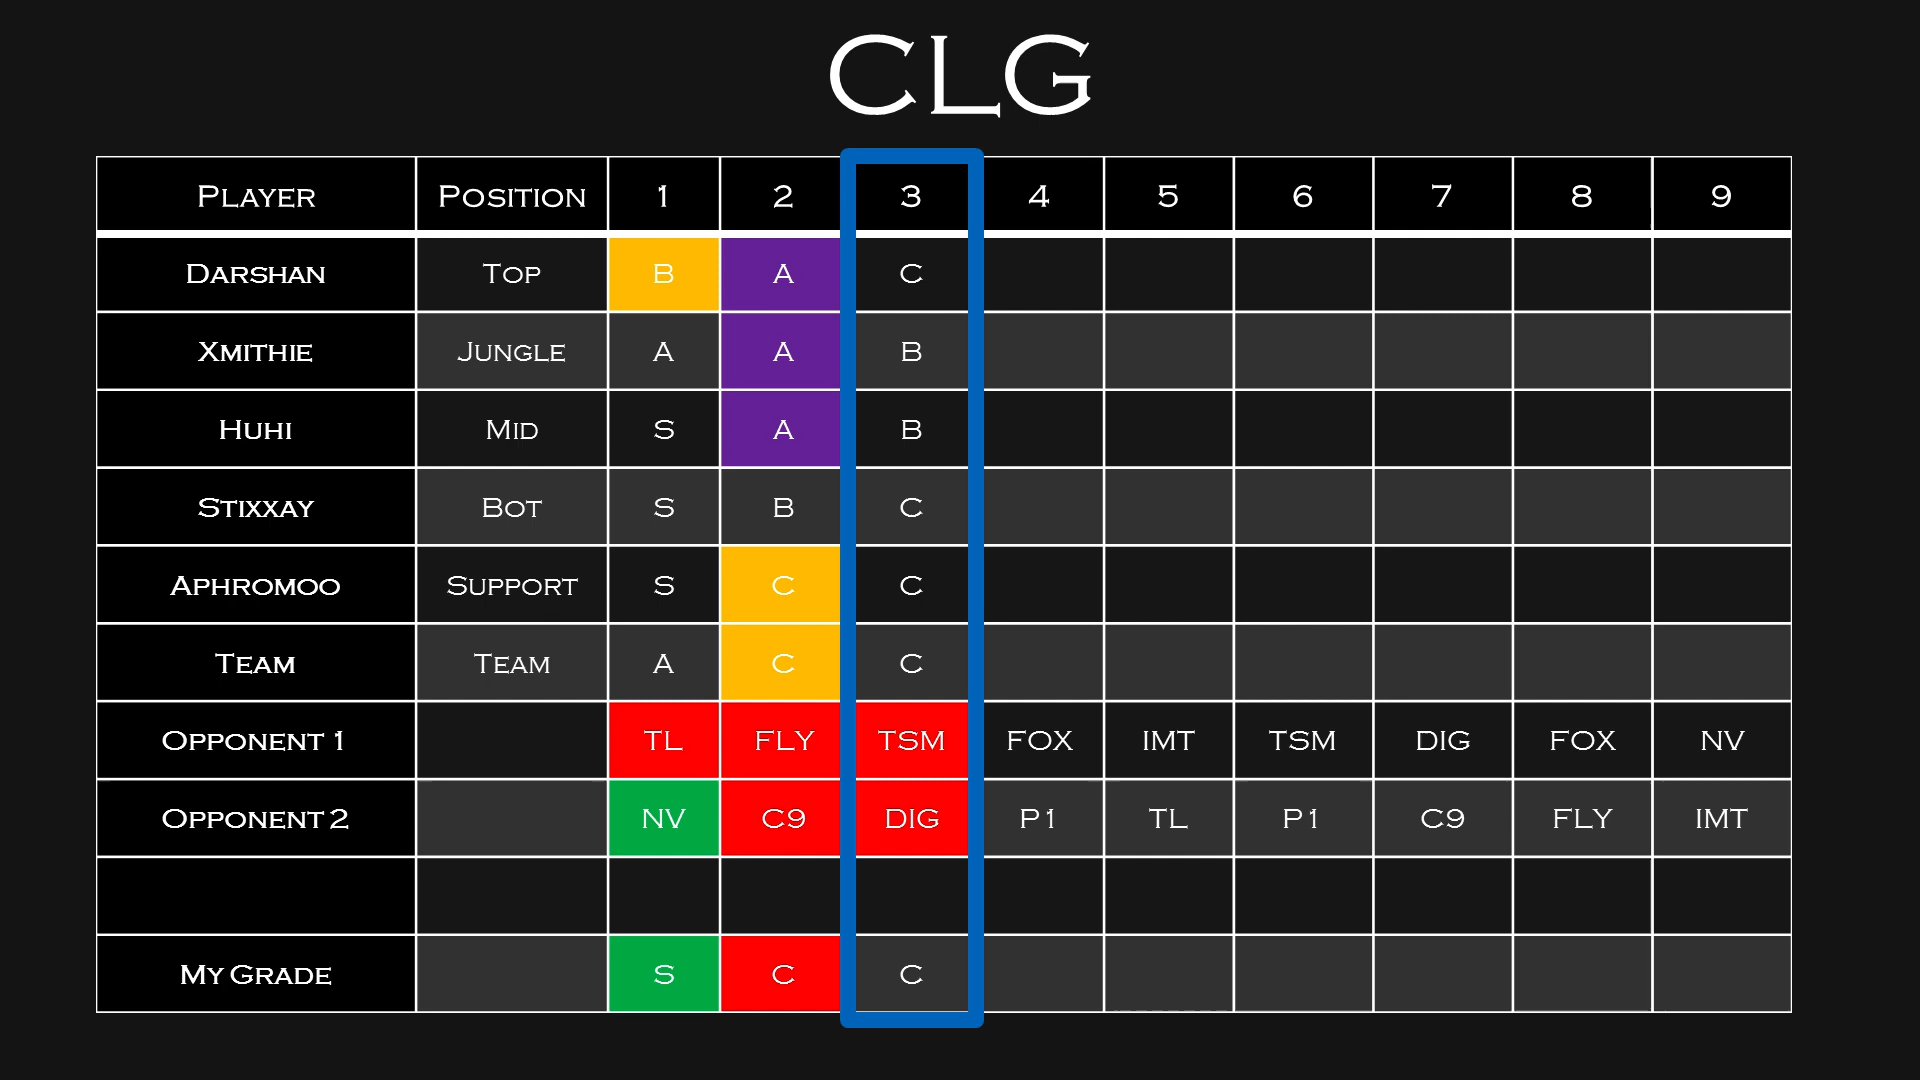 CLG
Player Position 1 2 3 4 5 6 7 8 9
Darshan Top B A C
Xmithie Jungle A A B
Huhi Mid S A B
Stixxay Bot S B C
Aphromoo Support S C C
Team Team A C C
Opponent 1 TL FLY TSM FOX IMT TSM DIG FOX NV
Opponent 2 NV C9 DIG P1 TL P1 C9 FLY IMT
My Grade S C C